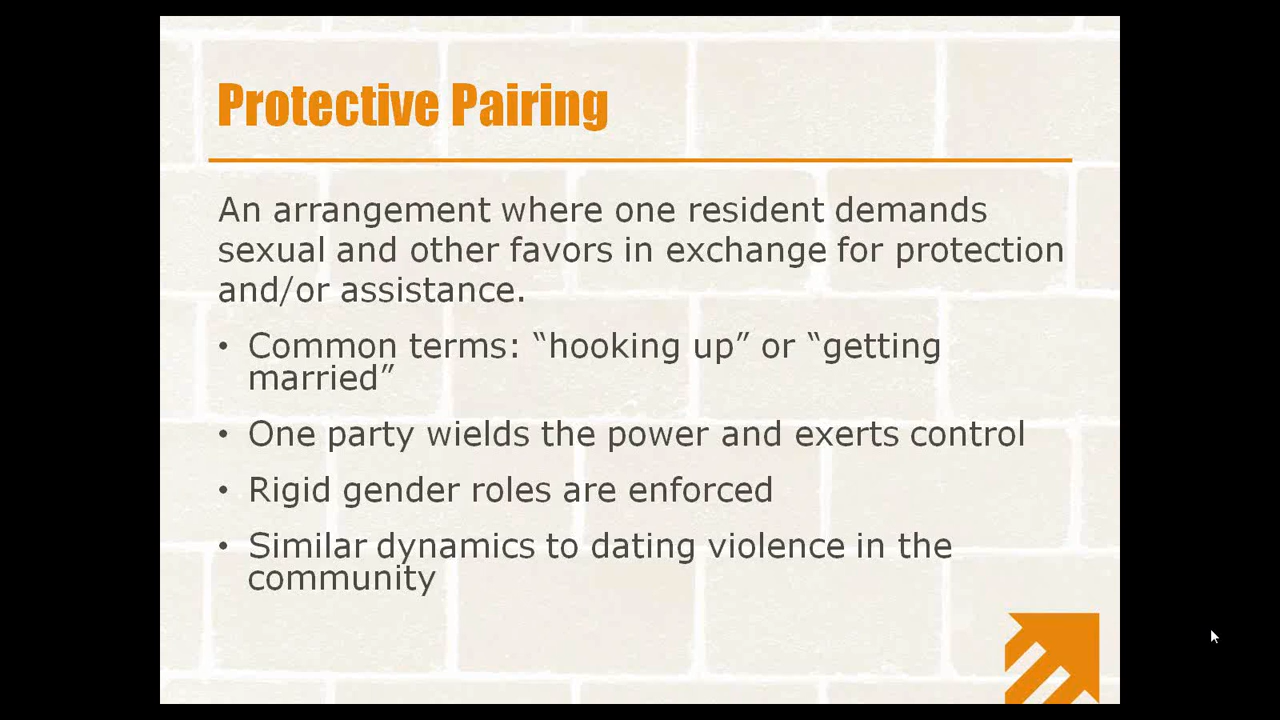 Protective Pairing
An arrangement where one resident demands
sexual and other favors in exchange for protection
and/or assistance.
• Common terms: “hooking up” or “getting
married”
• One party wields the power and exerts control
• Rigid gender roles are enforced
• Similar dynamics to dating violence in the
community